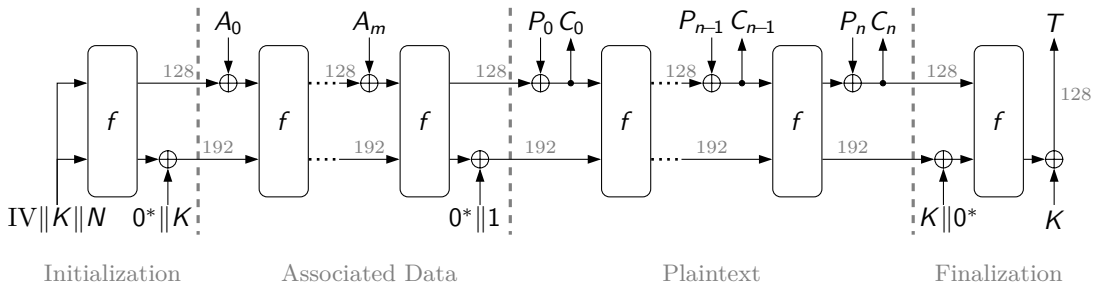 A₀ Aₘ P₀ C₀ Pₙ₋₁ Cₙ₋₁ Pₙ Cₙ T
128 128 128 128 128
128
f f f f f f
192 192 192 192 192
IV‖K‖N 0*‖K 0*‖1 K‖0* K
Initialization Associated Data Plaintext Finalization